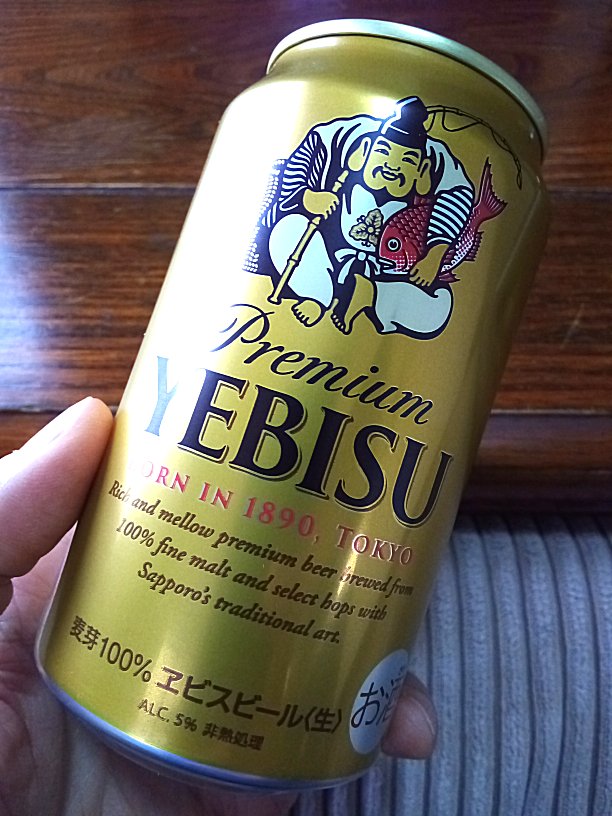 Premium
YEBISU
BORN IN 1890, TOKYO
Rich and mellow premium beer brewed from
100% fine malt and select hops with
Sapporo's traditional art.
麦芽100% ヱビスビール〈生〉
ALC. 5% 非熱処理
お酒